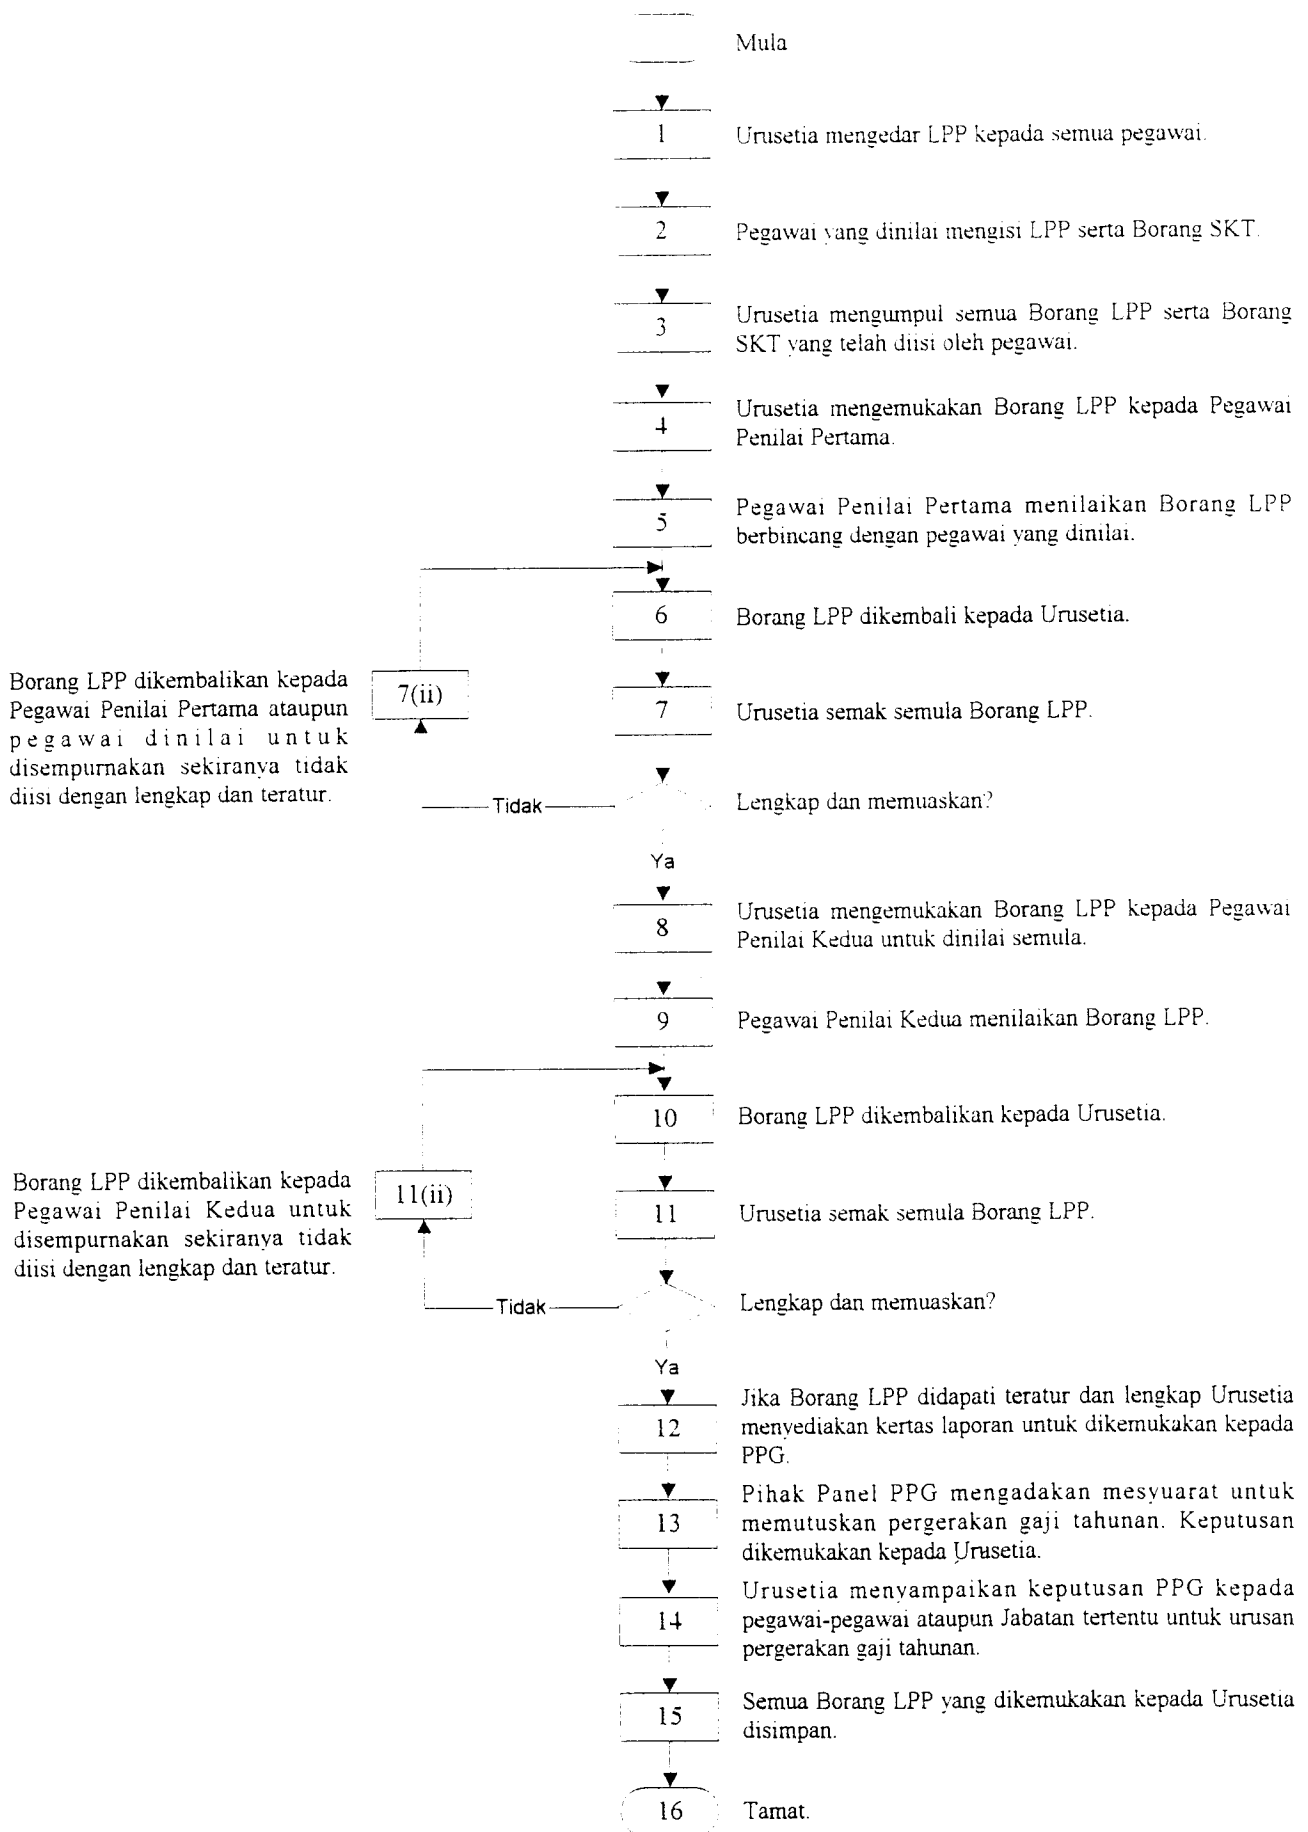 Mula
1
Urusetia mengedar LPP kepada semua pegawai.
2
Pegawai yang dinilai mengisi LPP serta Borang SKT.
3
Urusetia mengumpul semua Borang LPP serta Borang
SKT yang telah diisi oleh pegawai.
4
Urusetia mengemukakan Borang LPP kepada Pegawai
Penilai Pertama.
5
Pegawai Penilai Pertama menilaikan Borang LPP
berbincang dengan pegawai yang dinilai.
6
Borang LPP dikembali kepada Urusetia.
Borang LPP dikembalikan kepada
Pegawai Penilai Pertama ataupun
pegawai dinilai untuk
disempurnakan sekiranya tidak
diisi dengan lengkap dan teratur.
7(ii)
7
Urusetia semak semula Borang LPP.
Tidak
Lengkap dan memuaskan?
Ya
8
Urusetia mengemukakan Borang LPP kepada Pegawai
Penilai Kedua untuk dinilai semula.
9
Pegawai Penilai Kedua menilaikan Borang LPP.
10
Borang LPP dikembalikan kepada Urusetia.
Borang LPP dikembalikan kepada
Pegawai Penilai Kedua untuk
disempurnakan sekiranya tidak
diisi dengan lengkap dan teratur.
11(ii)
11
Urusetia semak semula Borang LPP.
Tidak
Lengkap dan memuaskan?
Ya
12
Jika Borang LPP didapati teratur dan lengkap Urusetia
menyediakan kertas laporan untuk dikemukakan kepada
PPG.
13
Pihak Panel PPG mengadakan mesyuarat untuk
memutuskan pergerakan gaji tahunan. Keputusan
dikemukakan kepada Urusetia.
14
Urusetia menyampaikan keputusan PPG kepada
pegawai-pegawai ataupun Jabatan tertentu untuk urusan
pergerakan gaji tahunan.
15
Semua Borang LPP yang dikemukakan kepada Urusetia
disimpan.
16
Tamat.